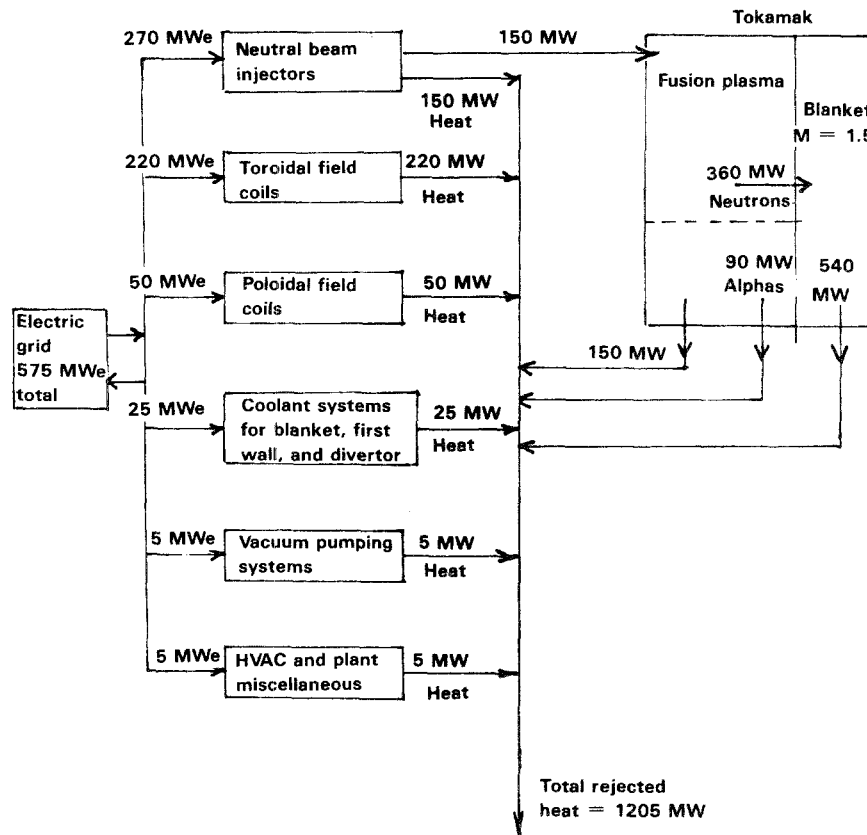 Tokamak
270 MWe
Neutral beam
injectors
150 MW
150 MW
Heat
Fusion plasma
Blanket
M = 1.5
220 MWe
Toroidal field
coils
220 MW
Heat
360 MW
Neutrons
50 MWe
Poloidal field
coils
50 MW
Heat
90 MW
Alphas
540
MW
Electric
grid
575 MWe
total
150 MW
25 MWe
Coolant systems
for blanket, first
wall, and divertor
25 MW
Heat
5 MWe
Vacuum pumping
systems
5 MW
Heat
5 MWe
HVAC and plant
miscellaneous
5 MW
Heat
Total rejected
heat = 1205 MW